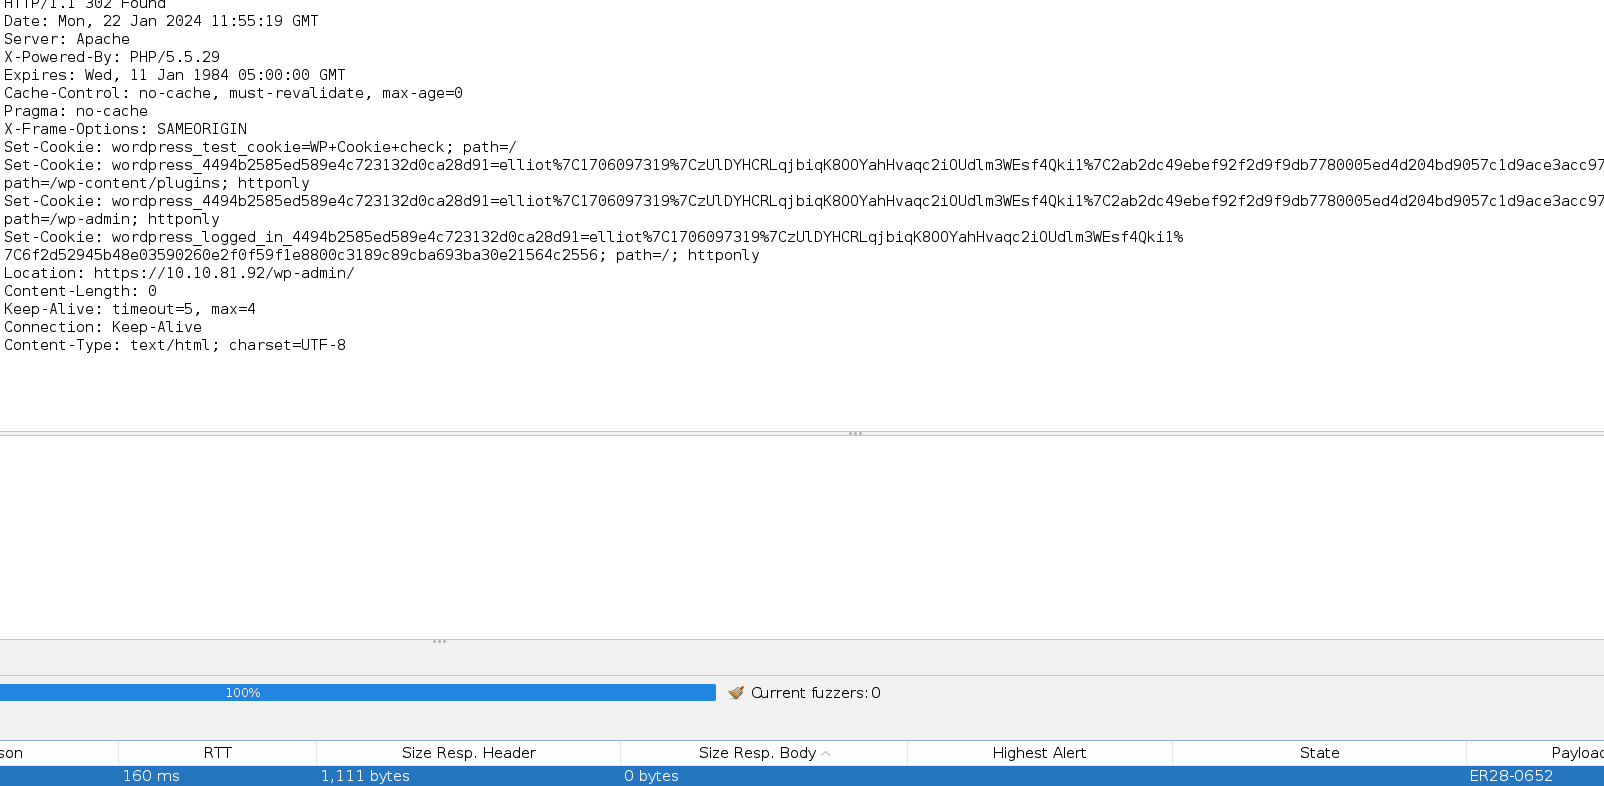 HTTP/1.1 302 Found
Date: Mon, 22 Jan 2024 11:55:19 GMT
Server: Apache
X-Powered-By: PHP/5.5.29
Expires: Wed, 11 Jan 1984 05:00:00 GMT
Cache-Control: no-cache, must-revalidate, max-age=0
Pragma: no-cache
X-Frame-Options: SAMEORIGIN
Set-Cookie: wordpress_test_cookie=WP+Cookie+check; path=/
Set-Cookie: wordpress_4494b2585ed589e4c723132d0ca28d91=elliot%7C1706097319%7CzUlDYHCRLqjbiqK8OOYahHvaqc2iOUdlm3WEsf4Qki1%7C2ab2dc49ebef92f2d9f9db7780005ed4d204bd9057c1d9ace3acc97
path=/wp-content/plugins; httponly
Set-Cookie: wordpress_4494b2585ed589e4c723132d0ca28d91=elliot%7C1706097319%7CzUlDYHCRLqjbiqK8OOYahHvaqc2iOUdlm3WEsf4Qki1%7C2ab2dc49ebef92f2d9f9db7780005ed4d204bd9057c1d9ace3acc97
path=/wp-admin; httponly
Set-Cookie: wordpress_logged_in_4494b2585ed589e4c723132d0ca28d91=elliot%7C1706097319%7CzUlDYHCRLqjbiqK8OOYahHvaqc2iOUdlm3WEsf4Qki1%
7C6f2d52945b48e03590260e2f0f59f1e8800c3189c89cba693ba30e21564c2556; path=/; httponly
Location: https://10.10.81.92/wp-admin/
Content-Length: 0
Keep-Alive: timeout=5, max=4
Connection: Keep-Alive
Content-Type: text/html; charset=UTF-8
100% Current fuzzers: 0
son RTT Size Resp. Header Size Resp. Body Highest Alert State Payloa
160 ms 1,111 bytes 0 bytes ER28-0652